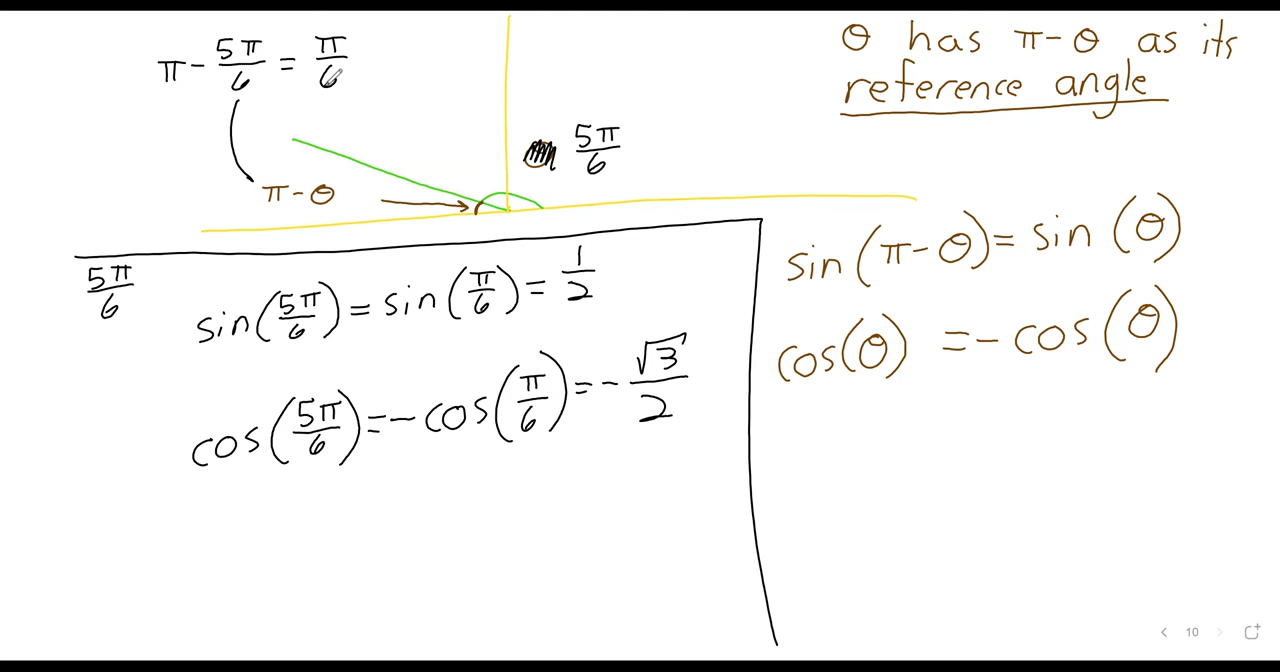 π - 5π/6 = π/6
θ has π-θ as its
reference angle
5π/6
π-θ
5π/6
sin(5π/6) = sin(π/6) = 1/2
cos(5π/6) = -cos(π/6) = -√3/2
sin(π-θ) = sin(θ)
cos(θ) = -cos(θ)
10